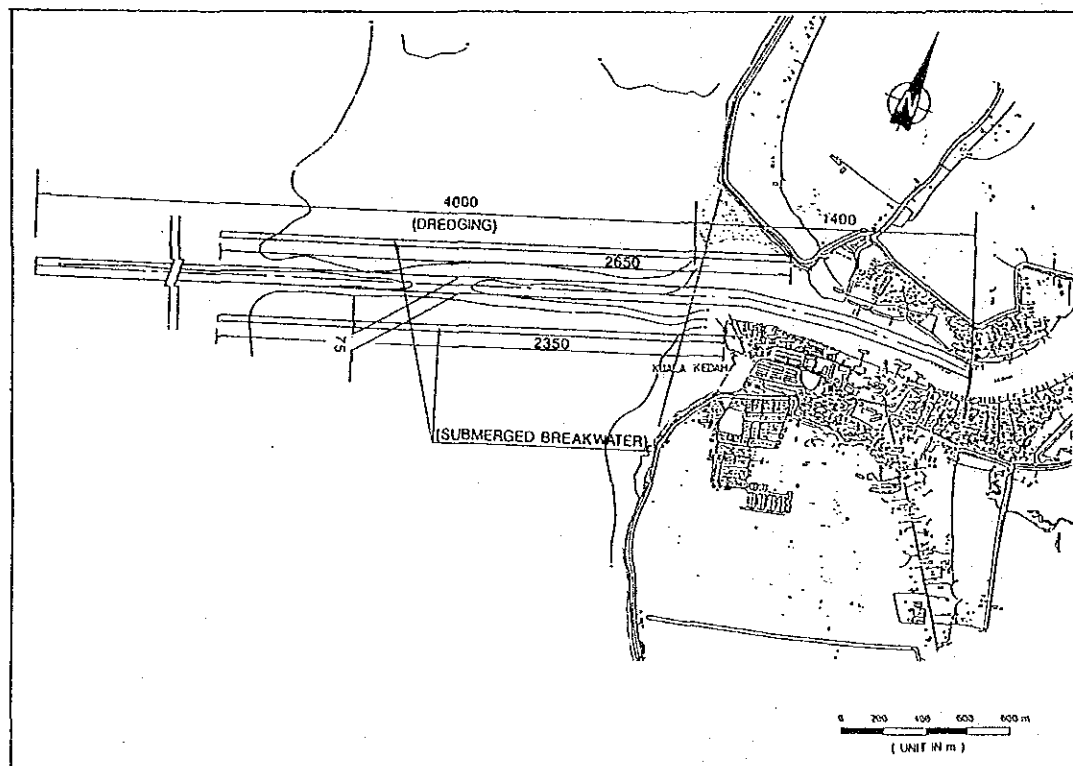 4000
(DREDGING)
1400
2650
75
2350
KUALA KEDAH
(SUBMERGED BREAKWATER)
N
0 200 400 600 800 m
( UNIT IN m )